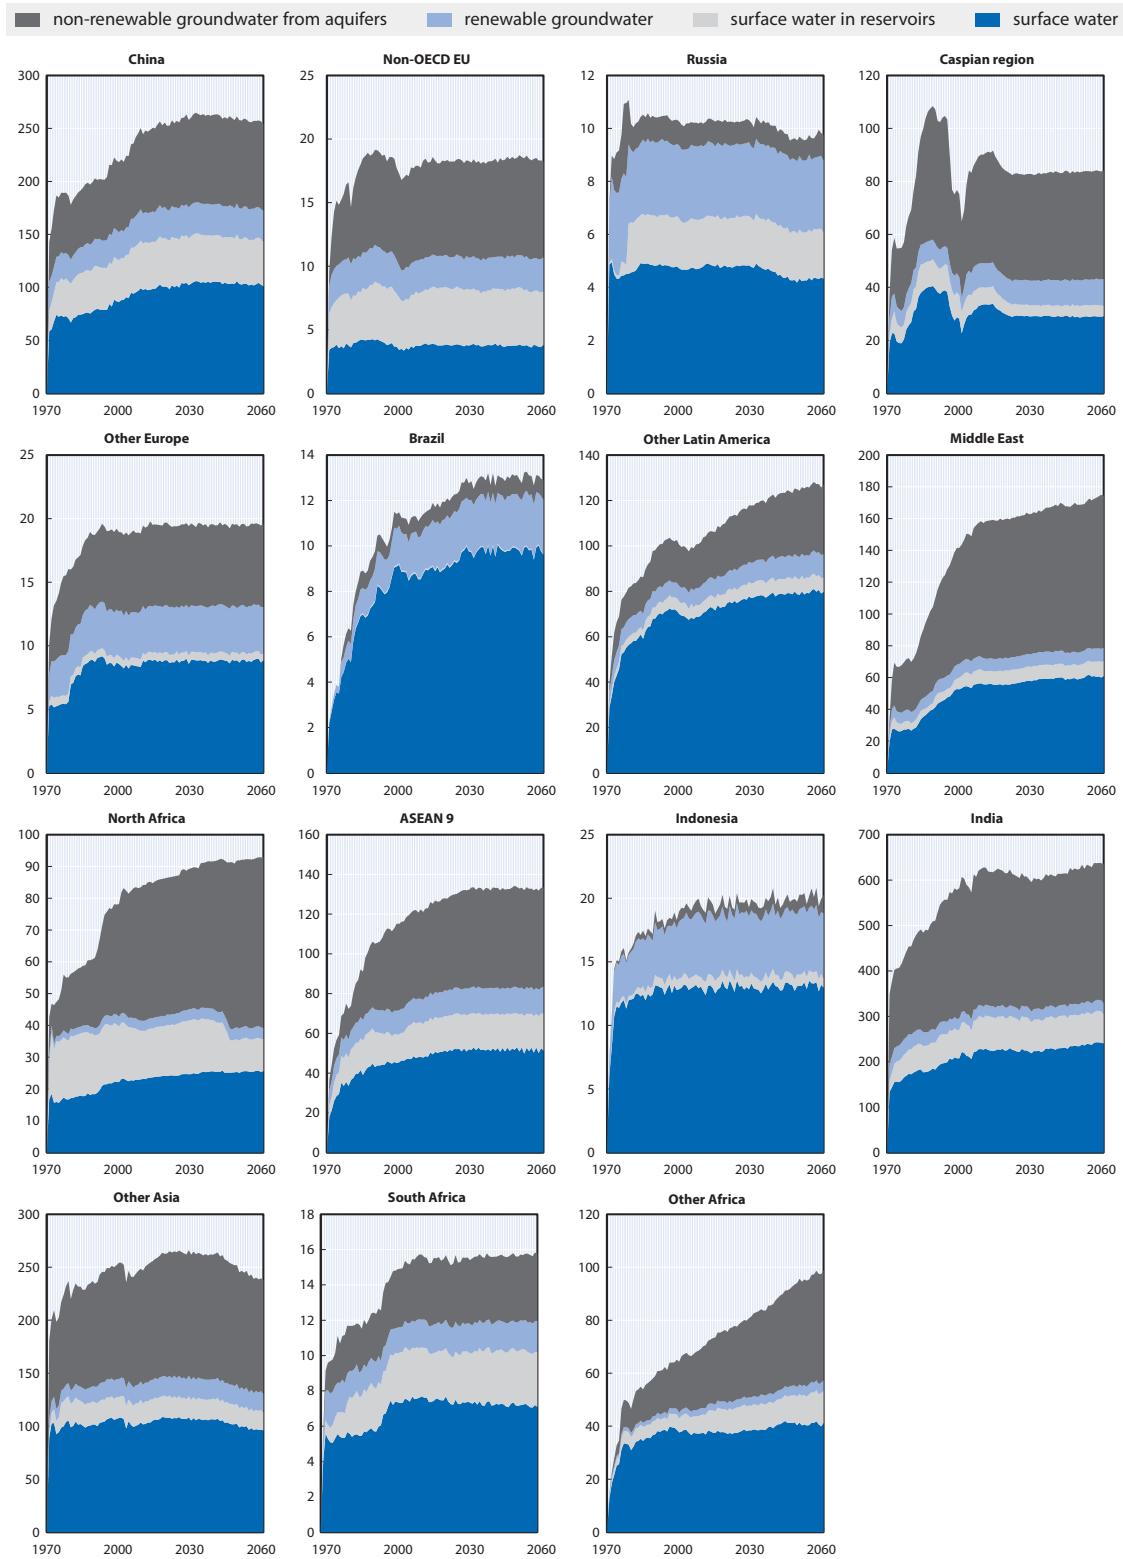 non-renewable groundwater from aquifers renewable groundwater surface water in reservoirs surface water
China Non-OECD EU Russia Caspian region
300 25 12 120
250 20 10 100
200 15 8 80
150 10 6 60
100 5 4 40
50 2 20
0 0 0 0
1970 2000 2030 2060 1970 2000 2030 2060 1970 2000 2030 2060 1970 2000 2030 2060
Other Europe Brazil Other Latin America Middle East
25 14 140 200
20 12 120 180
15 10 100 160
10 8 80 140
5 6 60 120
0 4 40 100
2 20 80
0 0 60
40
20
0
1970 2000 2030 2060 1970 2000 2030 2060 1970 2000 2030 2060 1970 2000 2030 2060
North Africa ASEAN 9 Indonesia India
100 160 25 700
90 140 20 600
80 120 15 500
70 100 10 400
60 80 5 300
50 60 0 200
40 40 100
30 20 0
20 0
10
0
1970 2000 2030 2060 1970 2000 2030 2060 1970 2000 2030 2060 1970 2000 2030 2060
Other Asia South Africa Other Africa
300 18 120
250 16 100
200 14 80
150 12 60
100 10 40
50 8 20
0 6 0
4
2
0
1970 2000 2030 2060 1970 2000 2030 2060 1970 2000 2030 2060